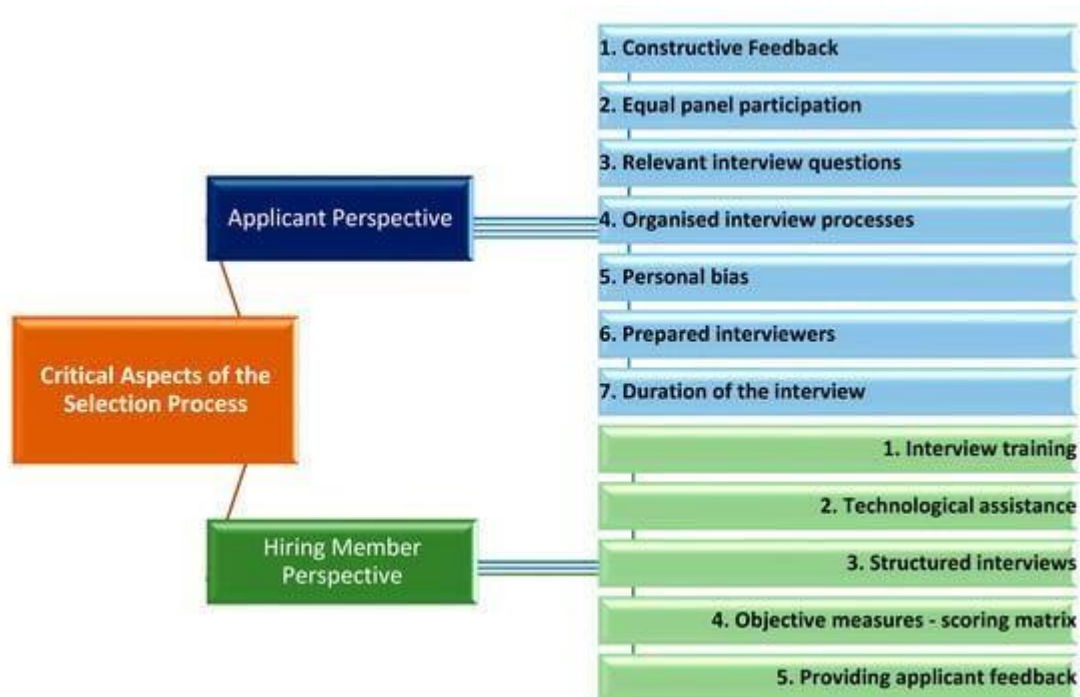 Critical Aspects of the
Selection Process
Applicant Perspective
1. Constructive Feedback
2. Equal panel participation
3. Relevant interview questions
4. Organised interview processes
5. Personal bias
6. Prepared interviewers
7. Duration of the interview
Hiring Member
Perspective
1. Interview training
2. Technological assistance
3. Structured interviews
4. Objective measures - scoring matrix
5. Providing applicant feedback